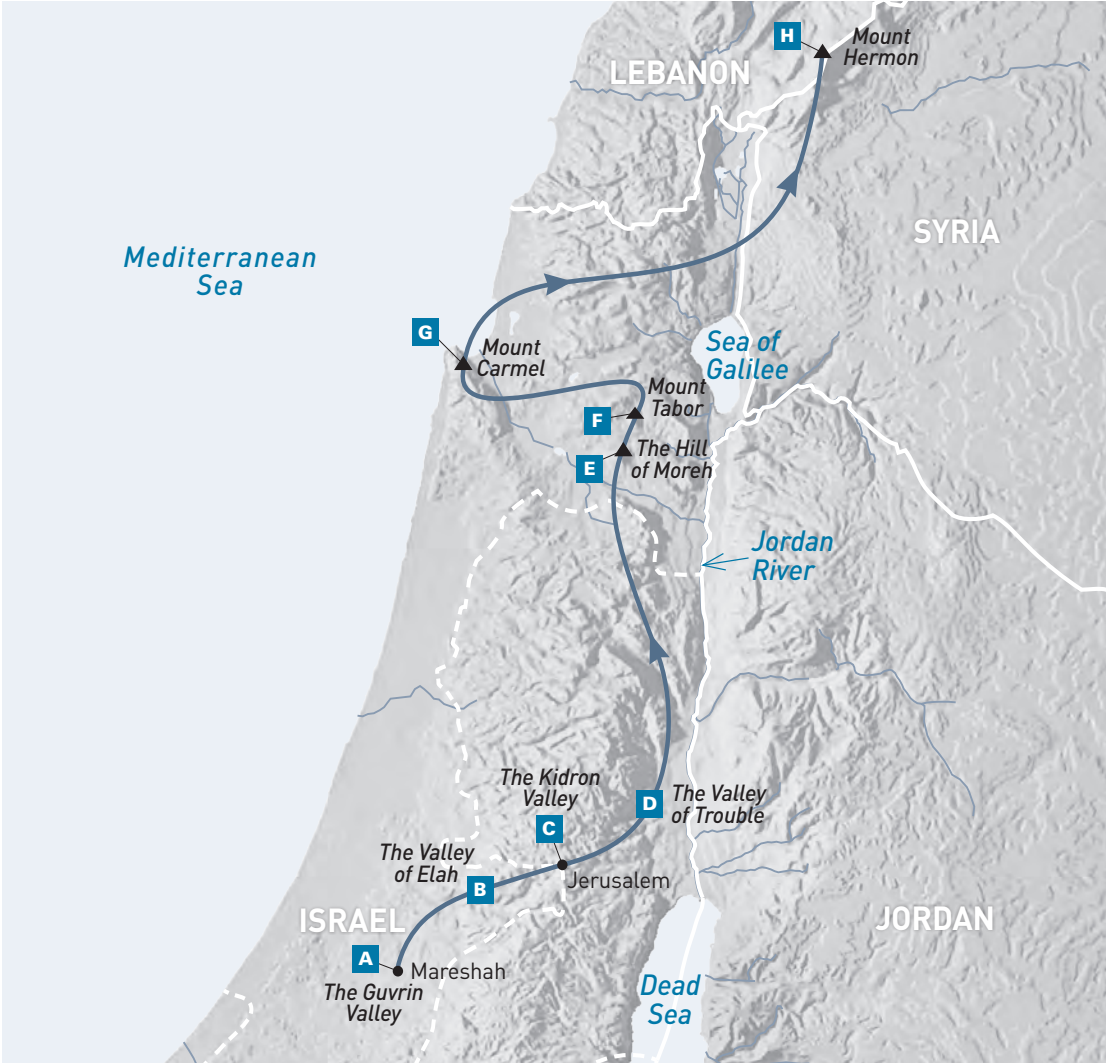 H
Mount
Hermon
LEBANON
SYRIA
Mediterranean
Sea
G
Mount
Carmel
Sea of
Galilee
Mount
Tabor
F
E
The Hill
of Moreh
Jordan
River
The Kidron
Valley
D
The Valley
of Trouble
C
The Valley
of Elah
Jerusalem
B
ISRAEL
JORDAN
A
Mareshah
The Guvrin
Valley
Dead
Sea